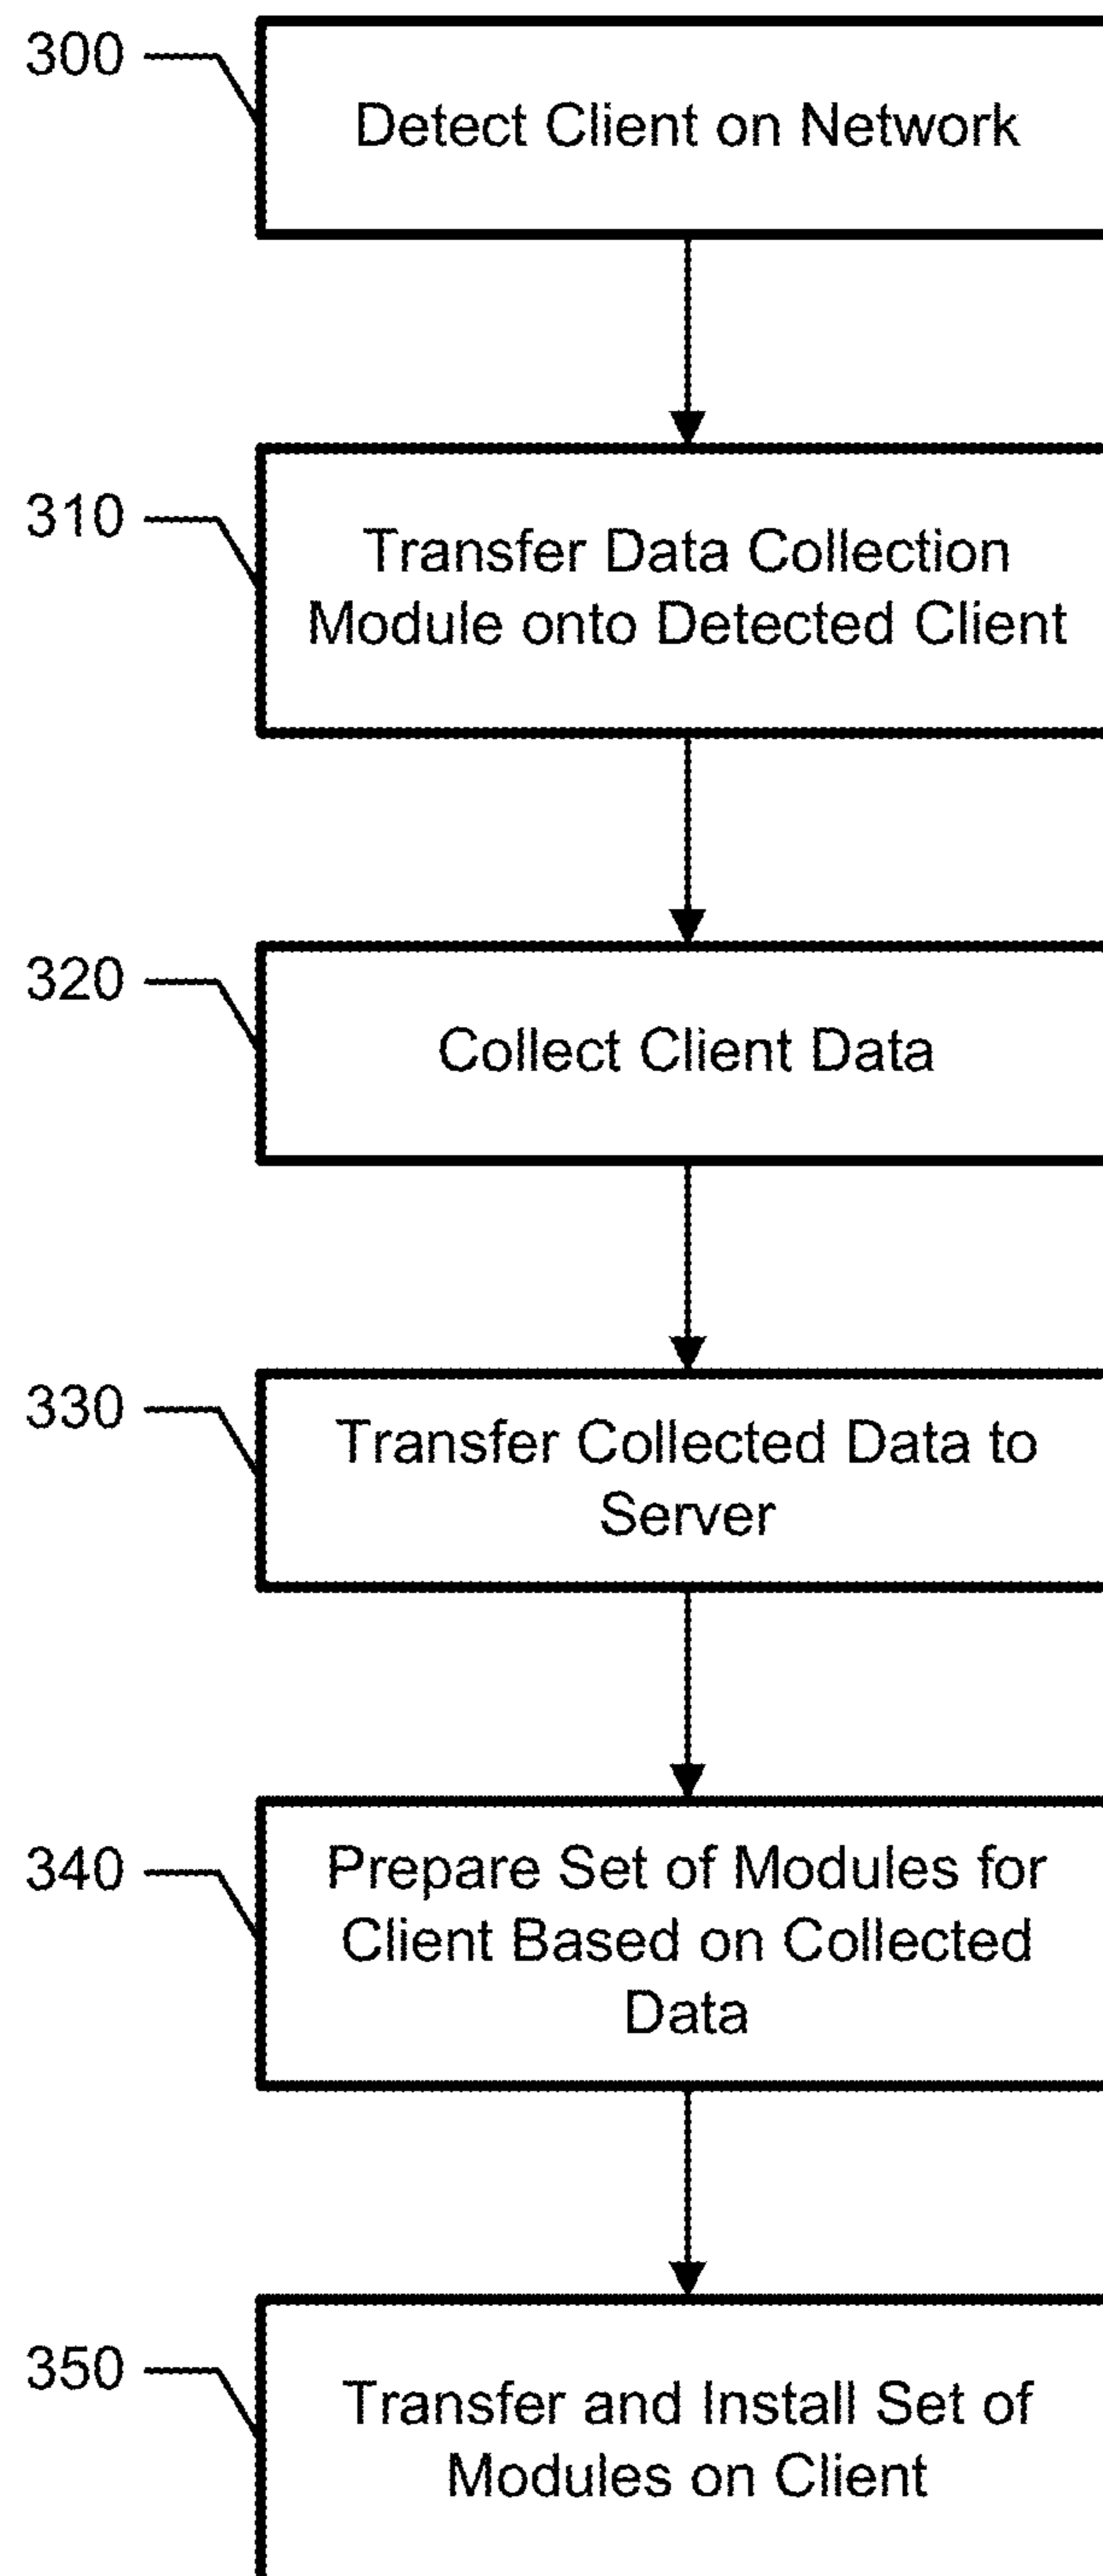 300
Detect Client on Network
310
Transfer Data Collection
Module onto Detected Client
320
Collect Client Data
330
Transfer Collected Data to
Server
340
Prepare Set of Modules for
Client Based on Collected
Data
350
Transfer and Install Set of
Modules on Client